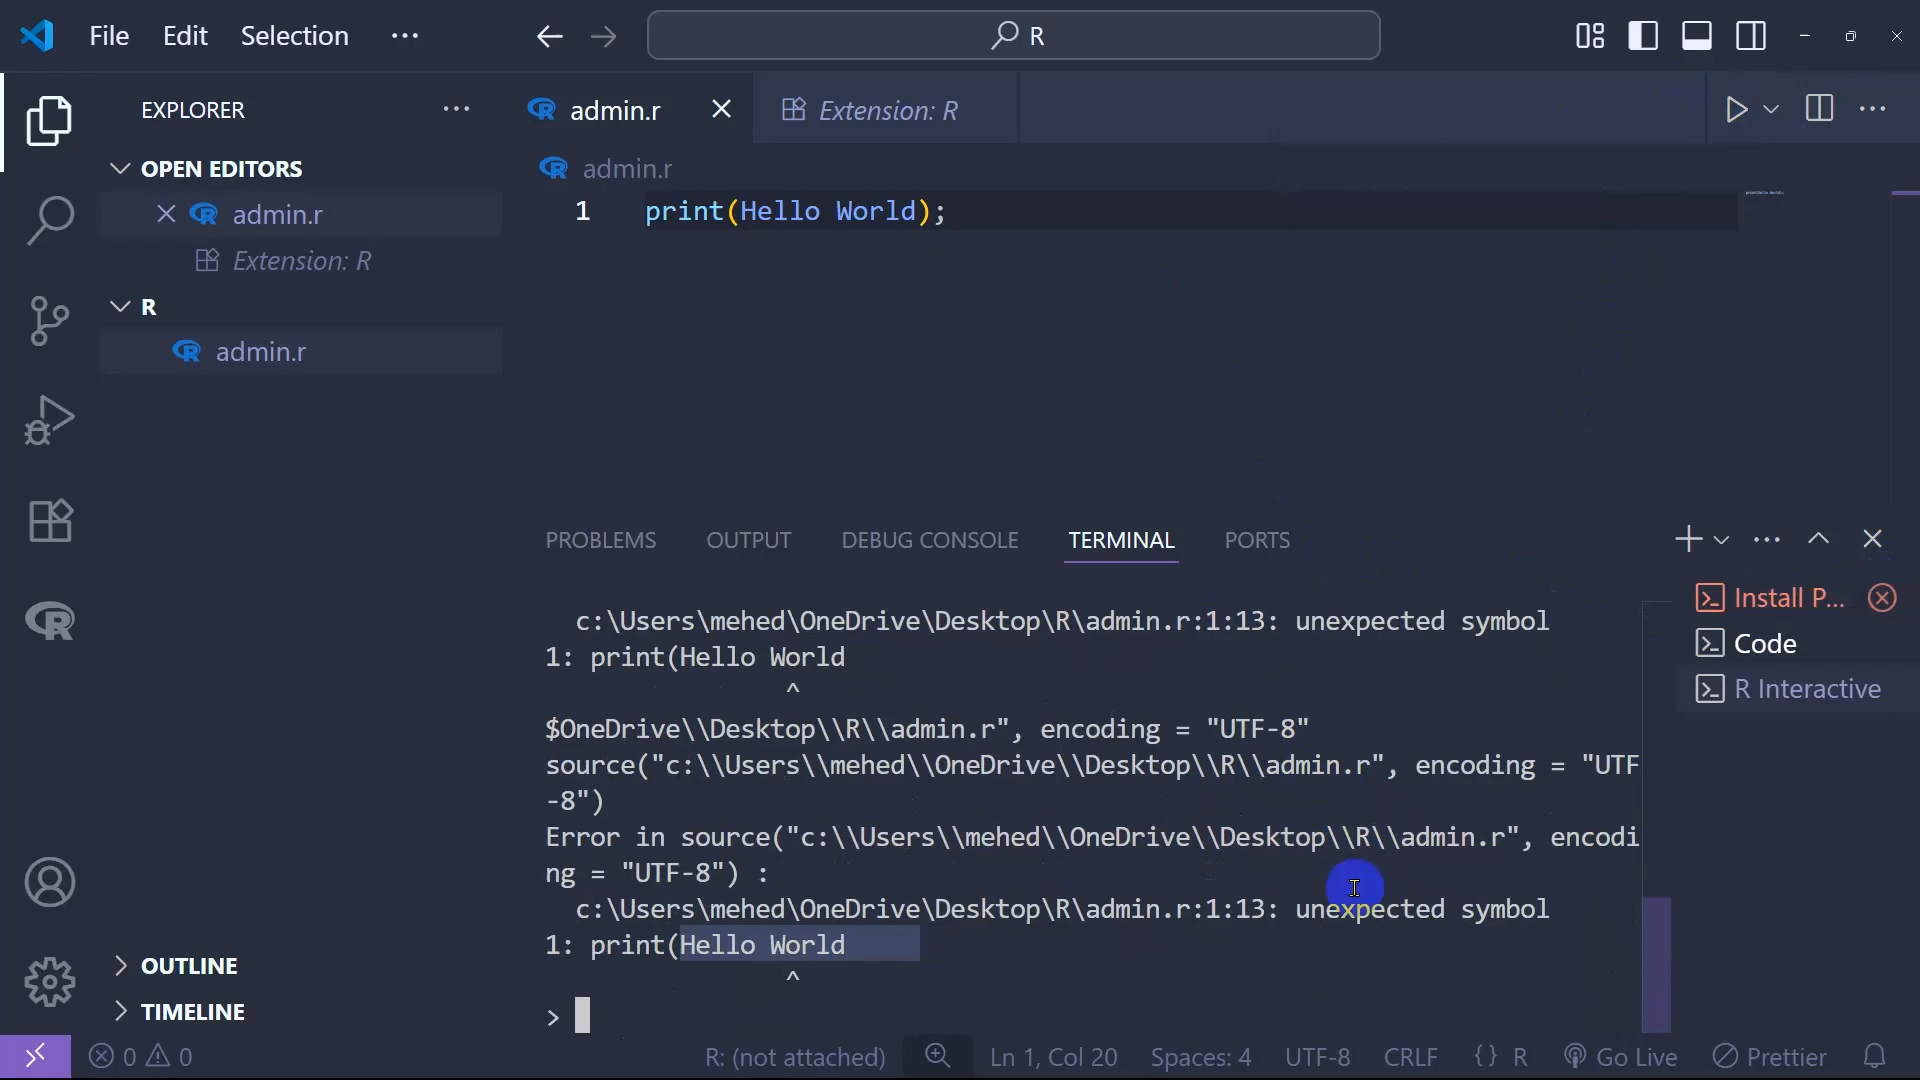 File Edit Selection ···
R
EXPLORER ···
OPEN EDITORS
admin.r
Extension: R
R
admin.r
OUTLINE
TIMELINE
admin.r
Extension: R
admin.r
1 print(Hello World);
PROBLEMS OUTPUT DEBUG CONSOLE TERMINAL PORTS
c:\Users\mehed\OneDrive\Desktop\R\admin.r:1:13: unexpected symbol
1: print(Hello World
^
$OneDrive\\Desktop\\R\\admin.r", encoding = "UTF-8"
source("c:\\Users\\mehed\\OneDrive\\Desktop\\R\\admin.r", encoding = "UTF
-8")
Error in source("c:\\Users\\mehed\\OneDrive\\Desktop\\R\\admin.r", encodi
ng = "UTF-8") :
c:\Users\mehed\OneDrive\Desktop\R\admin.r:1:13: unexpected symbol
1: print(Hello World
^
>
Install P...
Code
R Interactive
0 0
R: (not attached)
Ln 1, Col 20
Spaces: 4
UTF-8
CRLF
{} R
Go Live
Prettier